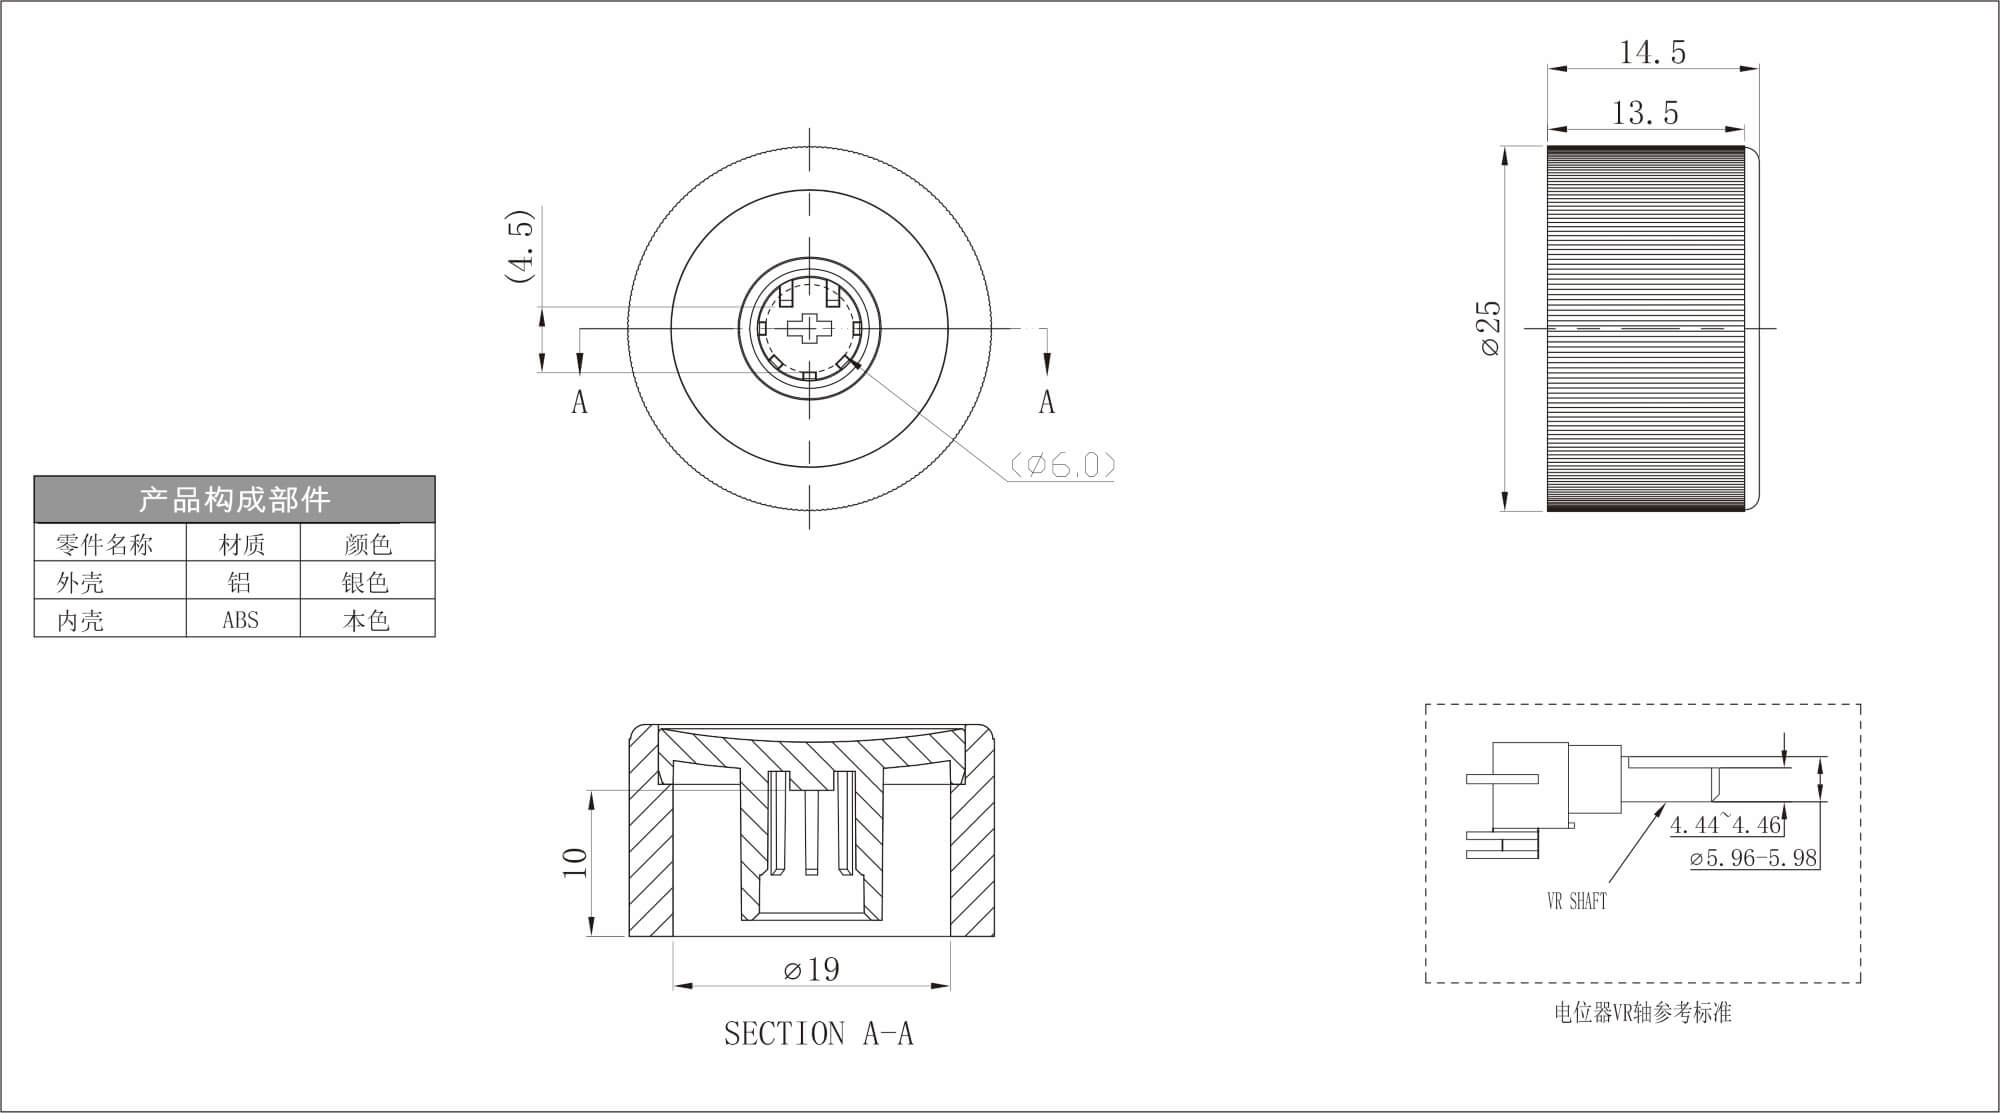 14.5
13.5
⌀25
(4.5)
A
A
(⌀6.0)
产品构成部件
零件名称 材质 颜色
外壳 铝 银色
内壳 ABS 本色
10
⌀19
SECTION A-A
4.44~4.46
⌀5.96-5.98
VR SHAFT
电位器VR轴参考标准